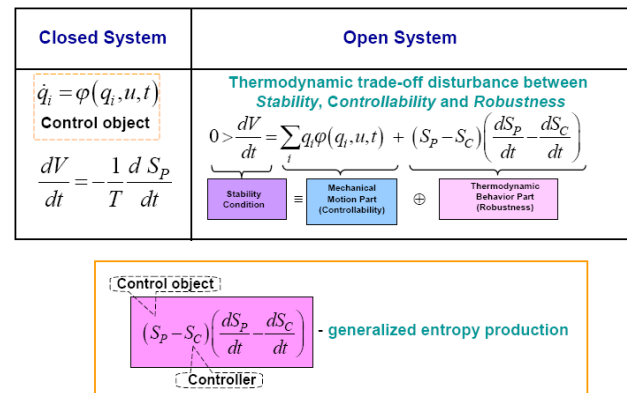 Closed System
Open System
q̇ᵢ = φ(qᵢ,u,t)
Control object
dV/dt = −(1/T)(d S_P/dt)
Thermodynamic trade-off disturbance between
Stability, Controllability and Robustness
0 > dV/dt = ∑ᵢ qᵢφ(qᵢ,u,t) + (S_P − S_C)(dS_P/dt − dS_C/dt)
Stability
Condition
≡
Mechanical
Motion Part
(Controllability)
⊕
Thermodynamic
Behavior Part
(Robustness)
Control object
(S_P − S_C)(dS_P/dt − dS_C/dt) - generalized entropy production
Controller